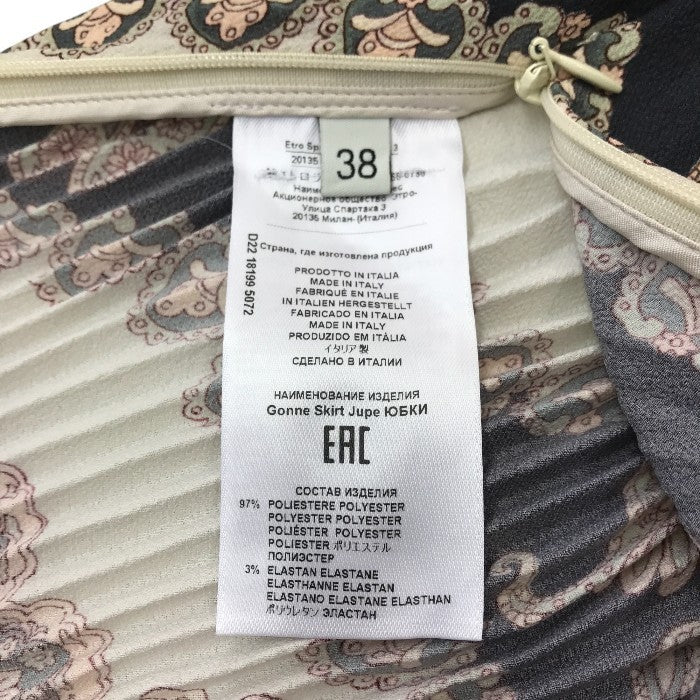 Etro Sp 3
20135
38
Акционерное общество
Улица Спартака 3
20135 Милан- (Италия)
Страна, где изготовлена продукция
D22 18199 5072
PRODOTTO IN ITALIA
MADE IN ITALY
FABRIQUÉ EN ITALIE
IN ITALIEN HERGESTELLT
FABRICADO EN ITALIA
MADE IN ITALY
PRODUZIDO EM ITÁLIA
イタリア製
СДЕЛАНО В ИТАЛИИ
НАИМЕНОВАНИЕ ИЗДЕЛИЯ
Gonne Skirt Jupe ЮБКИ
EAC
СОСТАВ ИЗДЕЛИЯ
97% POLIESTERE POLYESTER
POLYESTER POLYESTER
POLIÉSTER POLYESTER
POLIESTER ポリエステル
ПОЛИЭСТЕР
3% ELASTAN ELASTANE
ELASTHANNE ELASTAN
ELASTANO ELASTANE ELASTHAN
ポリウレタン ЭЛАСТАН